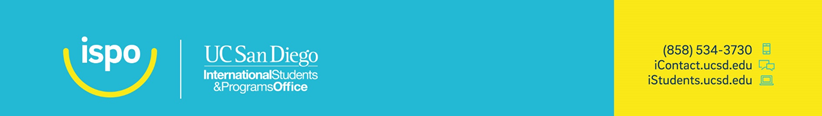 ispo
UC San Diego
InternationalStudents
&ProgramsOffice
(858) 534-3730
iContact.ucsd.edu
iStudents.ucsd.edu